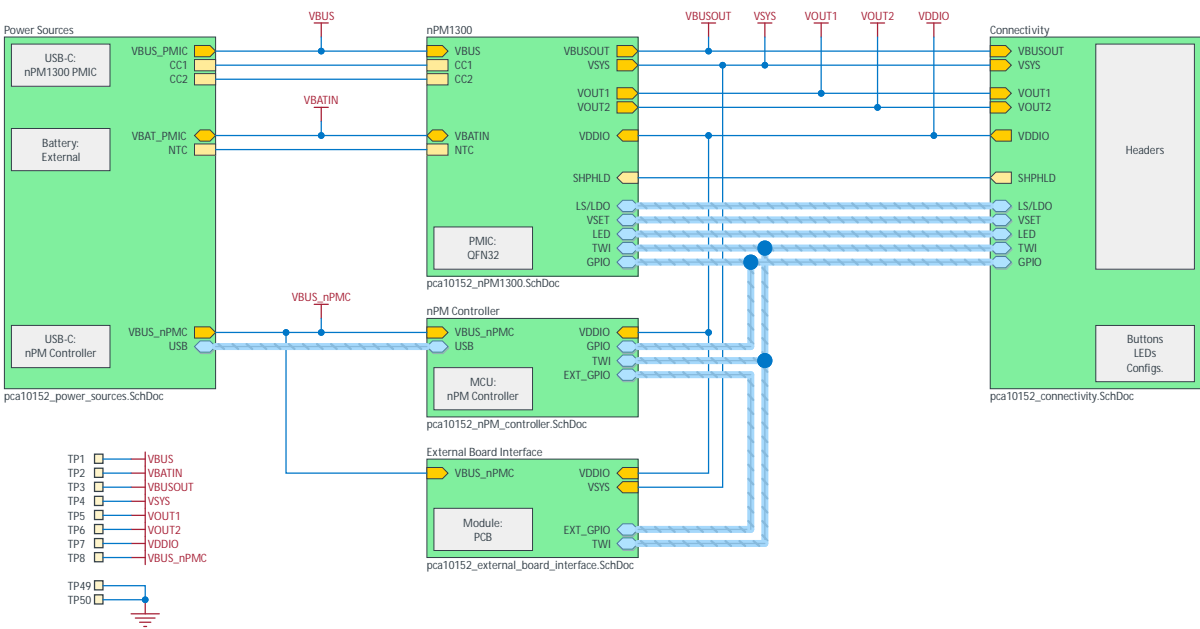 VBUS
VBUSOUT
VSYS
VOUT1
VOUT2
VDDIO
Power Sources
USB-C:
nPM1300 PMIC
VBUS_PMIC
CC1
CC2
VBATIN
Battery:
External
VBAT_PMIC
NTC
USB-C:
nPM Controller
VBUS_nPMC
USB
pca10152_power_sources.SchDoc
VBUS_nPMC
nPM1300
VBUS
CC1
CC2
VBATIN
NTC
VBUSOUT
VSYS
VOUT1
VOUT2
VDDIO
SHPHLD
LS/LDO
VSET
LED
TWI
GPIO
PMIC:
QFN32
pca10152_nPM1300.SchDoc
nPM Controller
VBUS_nPMC
USB
VDDIO
GPIO
TWI
EXT_GPIO
MCU:
nPM Controller
pca10152_nPM_controller.SchDoc
External Board Interface
VBUS_nPMC
VDDIO
VSYS
Module:
PCB
EXT_GPIO
TWI
pca10152_external_board_interface.SchDoc
Connectivity
VBUSOUT
VSYS
VOUT1
VOUT2
VDDIO
SHPHLD
LS/LDO
VSET
LED
TWI
GPIO
Headers
Buttons
LEDs
Configs.
pca10152_connectivity.SchDoc
TP1 VBUS
TP2 VBATIN
TP3 VBUSOUT
TP4 VSYS
TP5 VOUT1
TP6 VOUT2
TP7 VDDIO
TP8 VBUS_nPMC
TP49
TP50